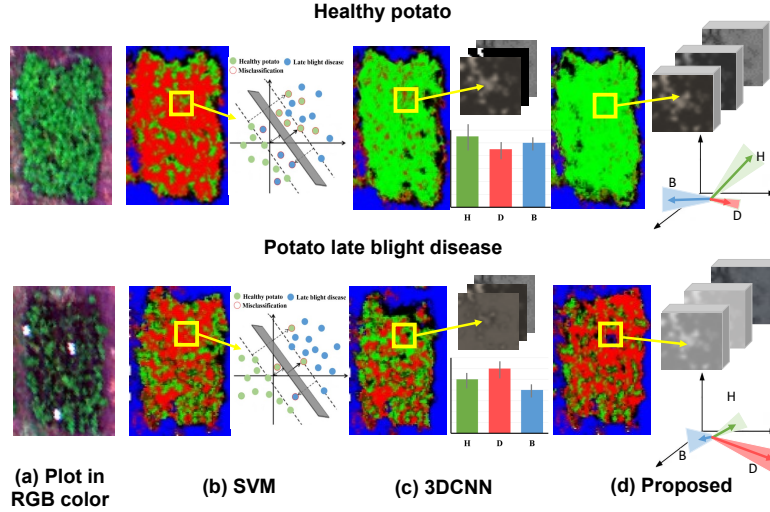 Healthy potato
Healthy potato
Late blight disease
Misclassification
H
D
B
H
B
D
Potato late blight disease
Healthy potato
Late blight disease
Misclassification
H
D
B
H
B
D
(a) Plot in
RGB color
(b) SVM
(c) 3DCNN
(d) Proposed